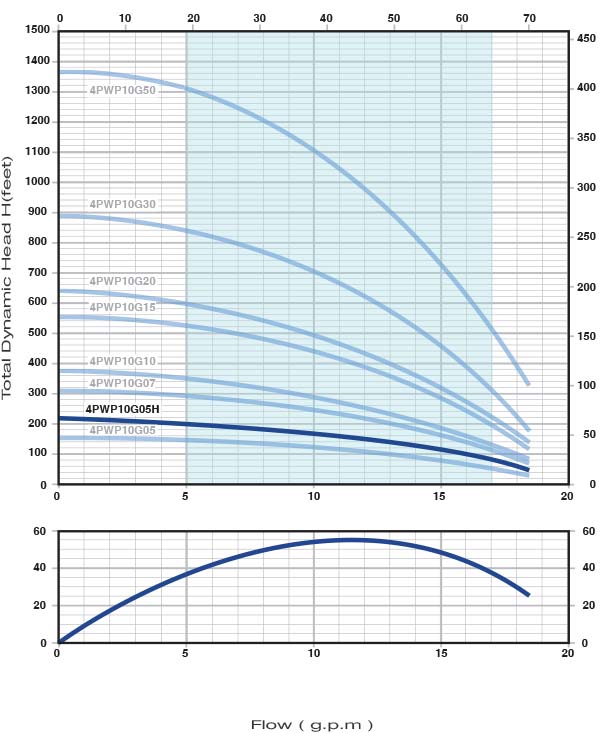 0 10 20 30 40 50 60 70
1500
450
1400
400
4PWP10G50
1300
1200
350
1100
1000
300
4PWP10G30
900
250
800
700
4PWP10G20
200
600
4PWP10G15
500
150
400
4PWP10G10
4PWP10G07
100
300
4PWP10G05H
200
4PWP10G05
50
100
0 0
0 5 10 15 20
Total Dynamic Head H(feet)
60 60
40 40
20 20
0 0
0 5 10 15 20
Flow ( g.p.m )